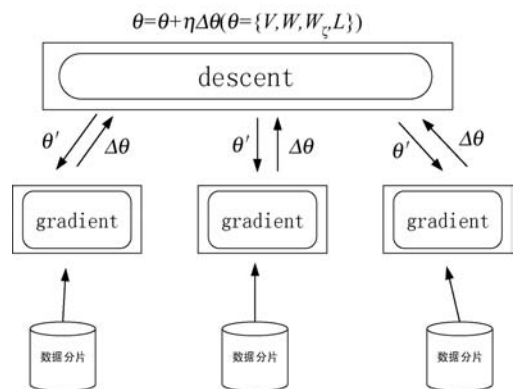 θ=θ+ηΔθ(θ={V,W,W_ζ,L})
descent
θ′ Δθ θ′ Δθ θ′ Δθ
gradient gradient gradient
数据分片 数据分片 数据分片